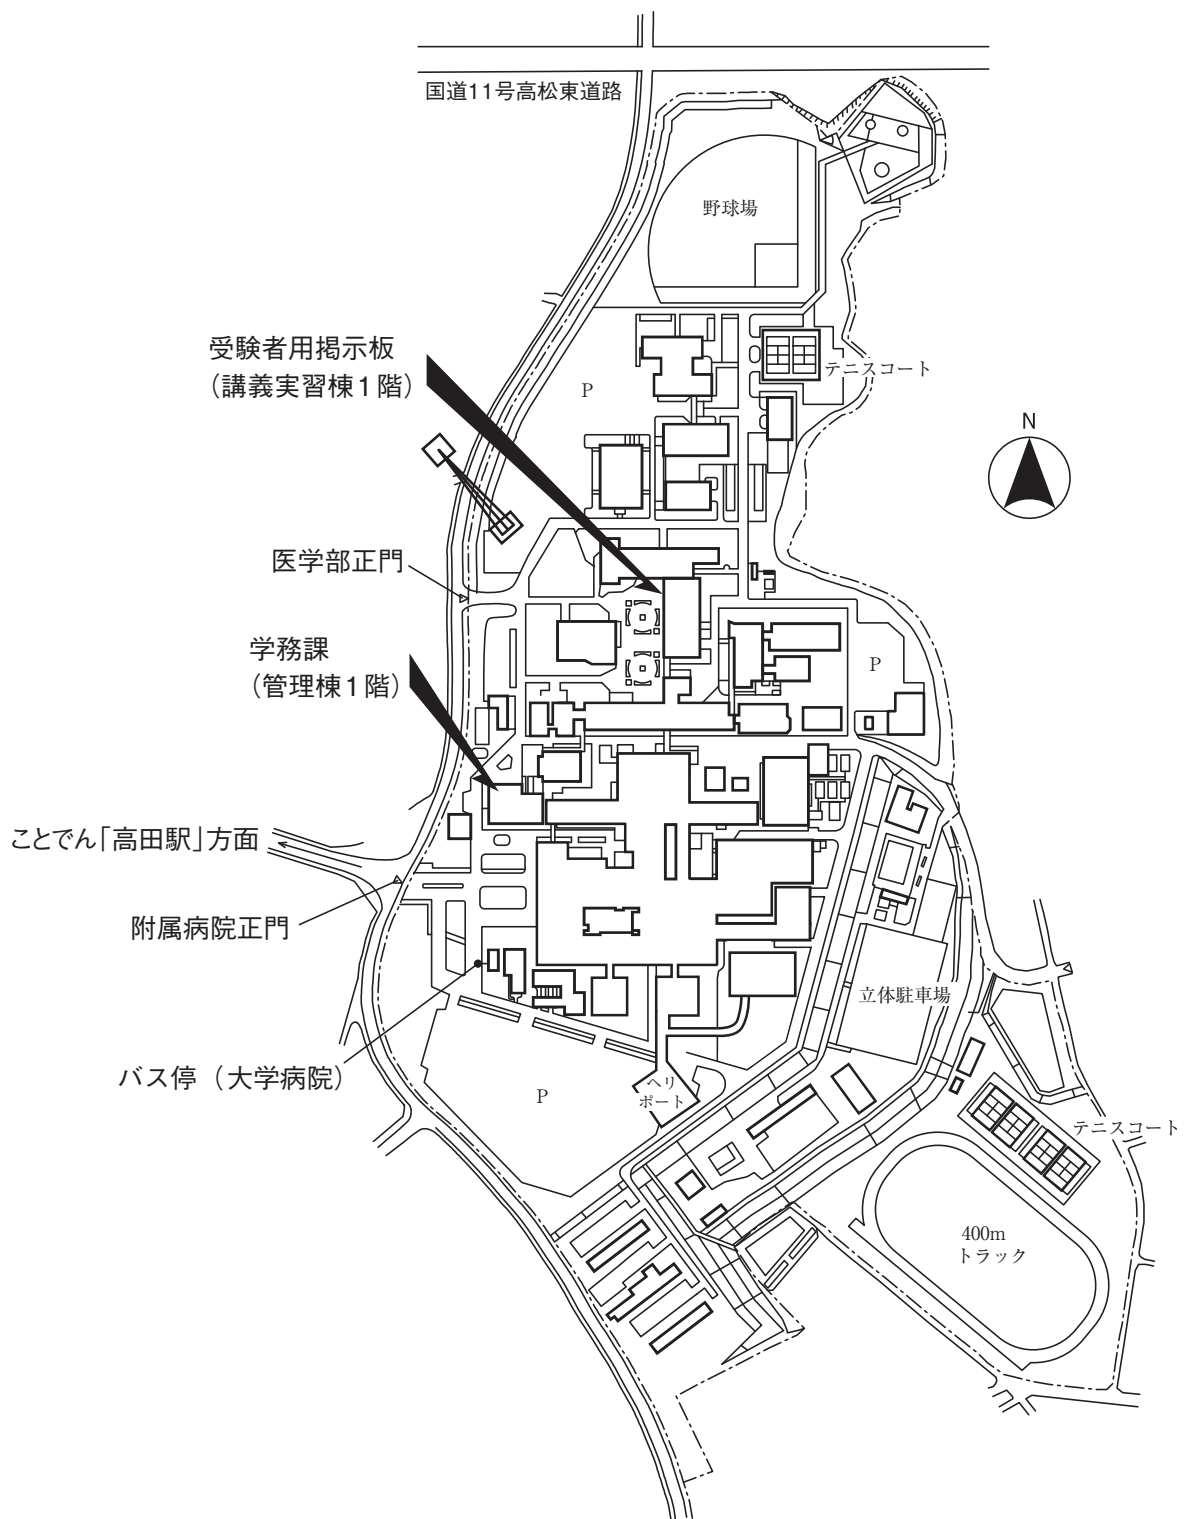 国道11号高松東道路
野球場
受験者用掲示板
（講義実習棟1階）
P
テニスコート
N
医学部正門
学務課
（管理棟1階）
P
ことでん「高田駅」方面
附属病院正門
立体駐車場
バス停（大学病院）
P
ヘリ
ポート
テニスコート
400m
トラック